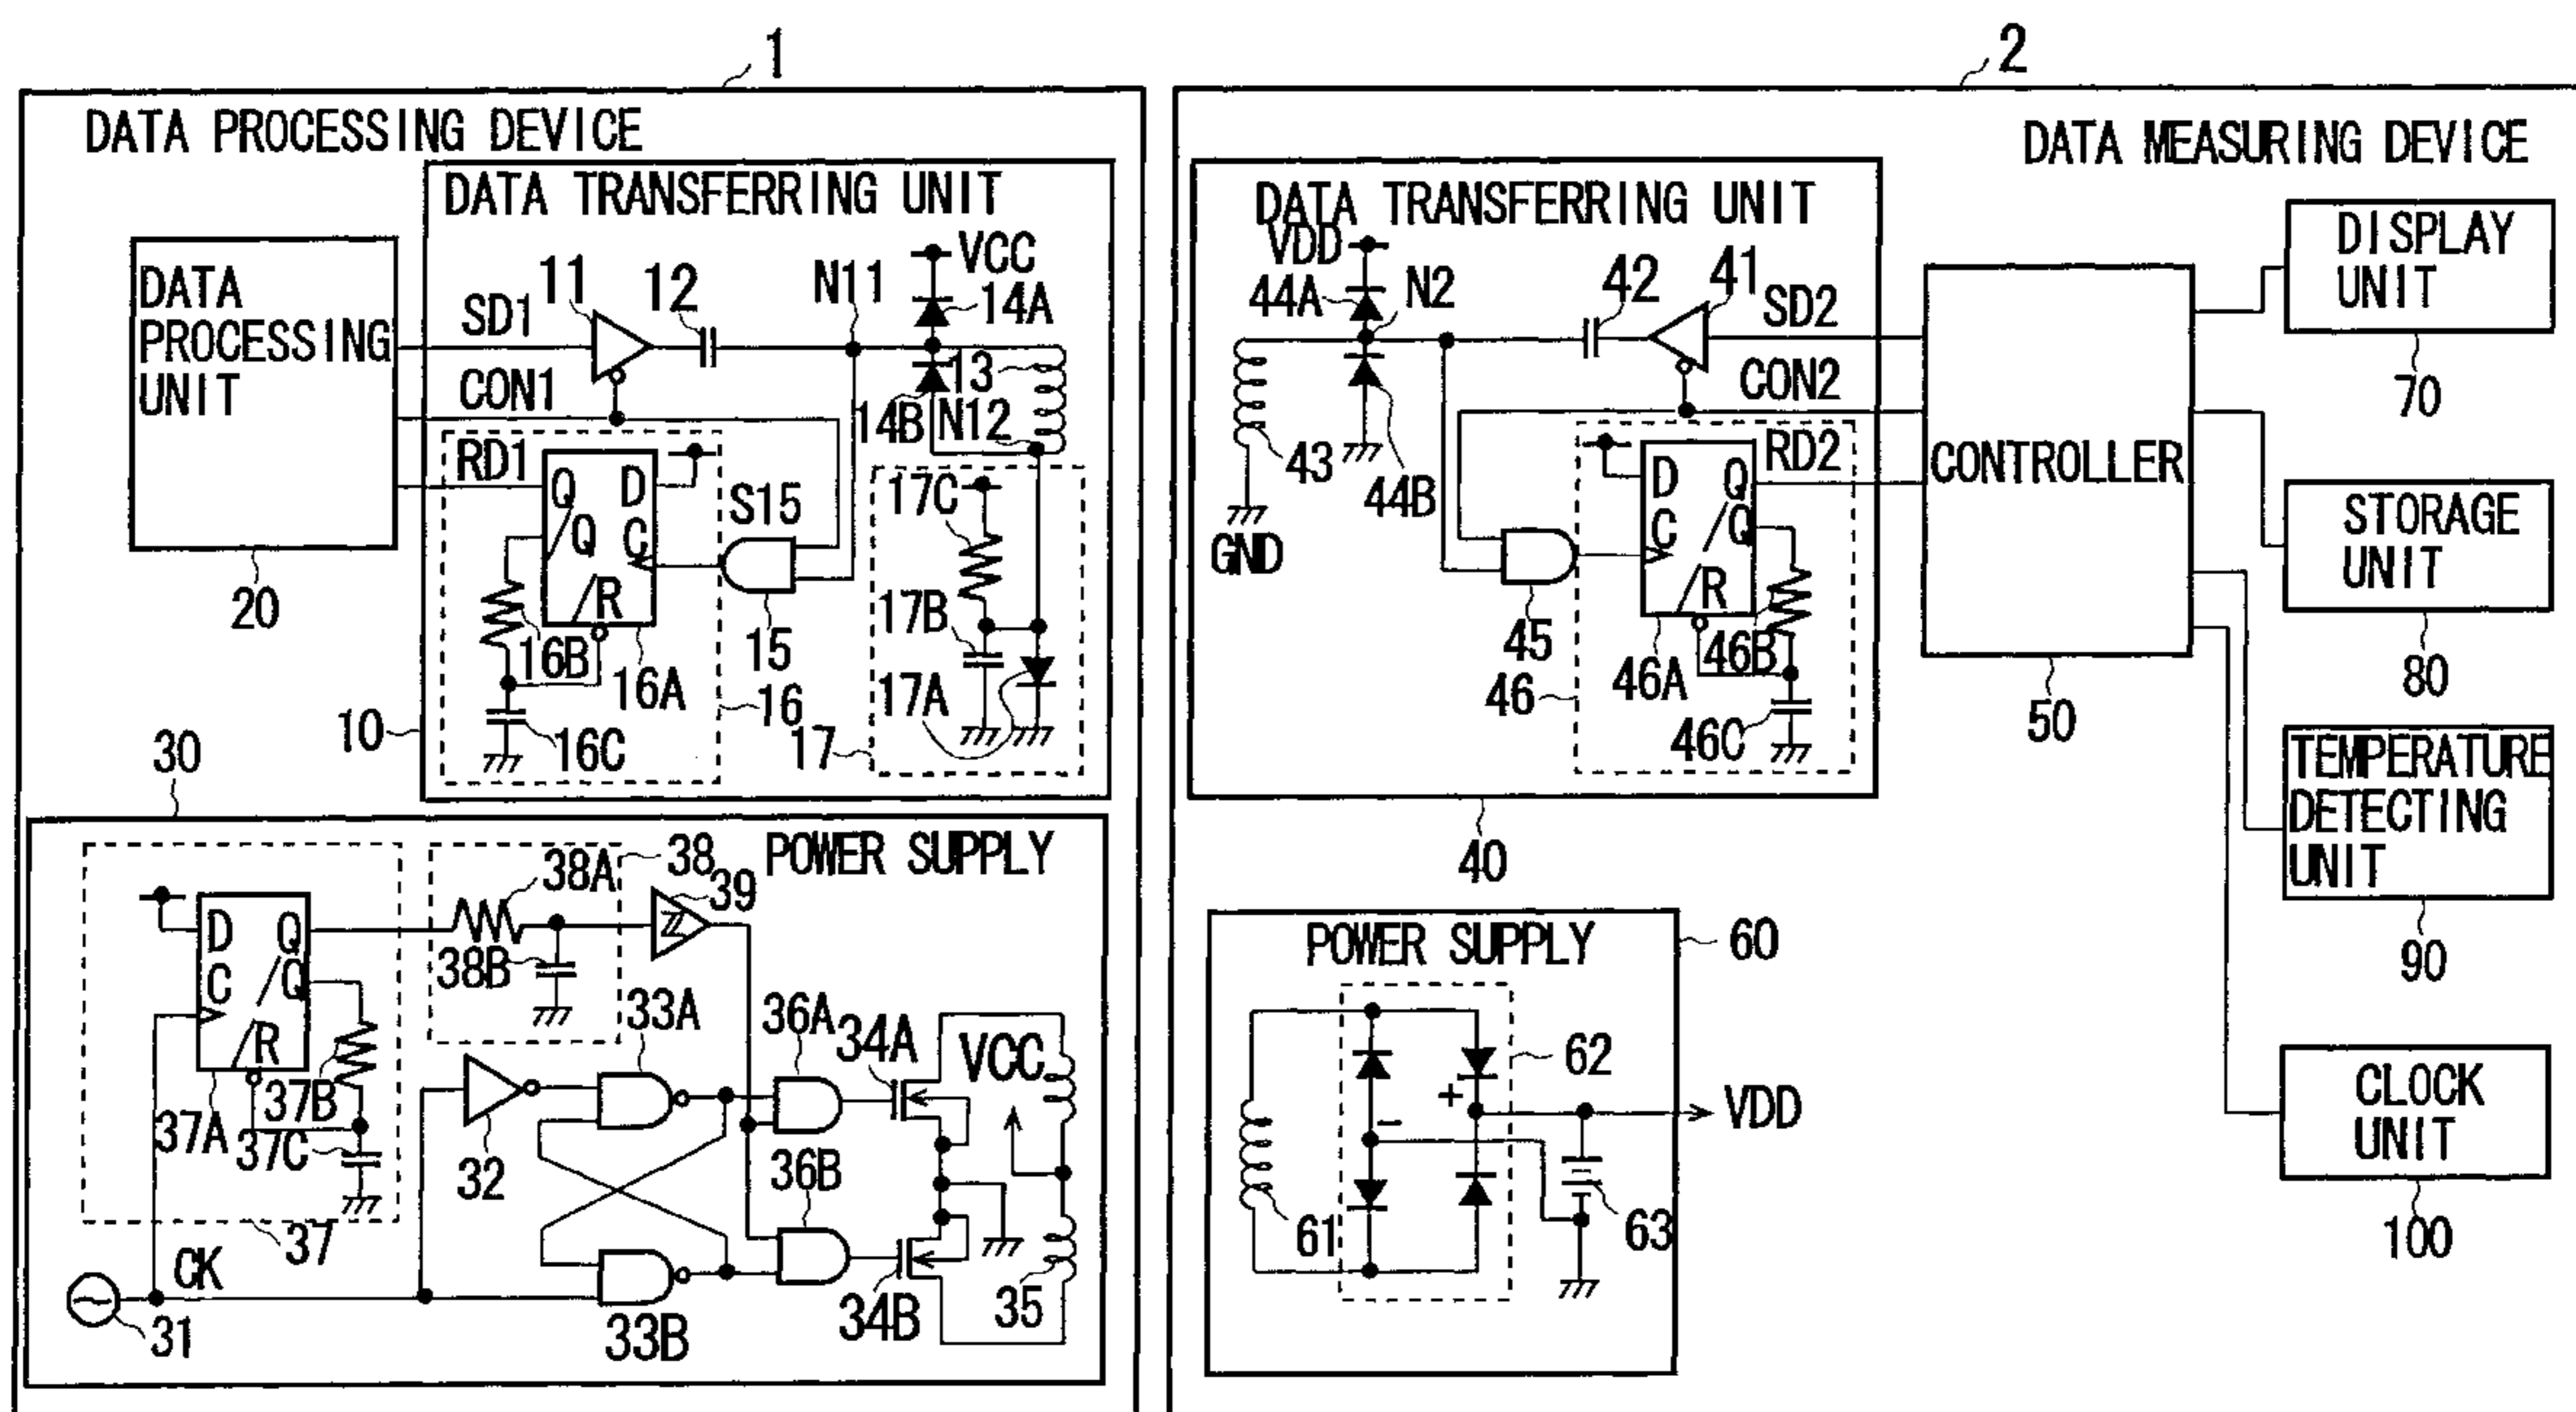 1
2
DATA PROCESSING DEVICE
DATA TRANSFERRING UNIT
DATA
PROCESSING
UNIT
20
SD1
CON1
RD1
11
12
N11
VCC
14A
13
14B
N12
Q
D
Q
C
R
S15
15
16B
16A
16
16C
17C
17B
17A
17
10
30
POWER SUPPLY
38
38A
38B
39
D
Q
Q
C
R
37B
37A
37C
37
CK
31
32
33A
33B
36A
36B
34A
34B
VCC
35
DATA MEASURING DEVICE
DATA TRANSFERRING UNIT
VDD
44A
N2
42
41
SD2
CON2
43
44B
GND
45
D
Q
Q
C
R
RD2
46B
46A
46
46C
40
CONTROLLER
50
DISPLAY
UNIT
70
STORAGE
UNIT
80
TEMPERATURE
DETECTING
UNIT
90
CLOCK
UNIT
100
POWER SUPPLY
60
62
+
-
VDD
61
63